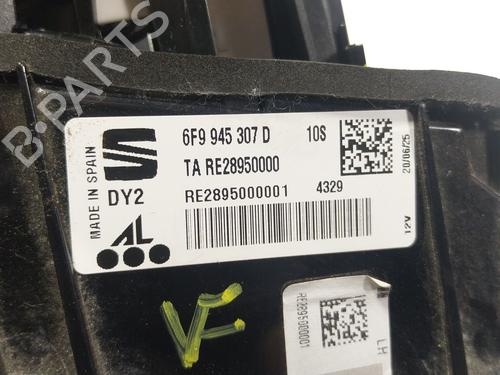 6F9 945 307 D 10S
TA RE28950000
RE2895000001 4329
MADE IN SPAIN
DY2
AL
20/06/25
12V
VF
RE2295000001
LH
B-Parts